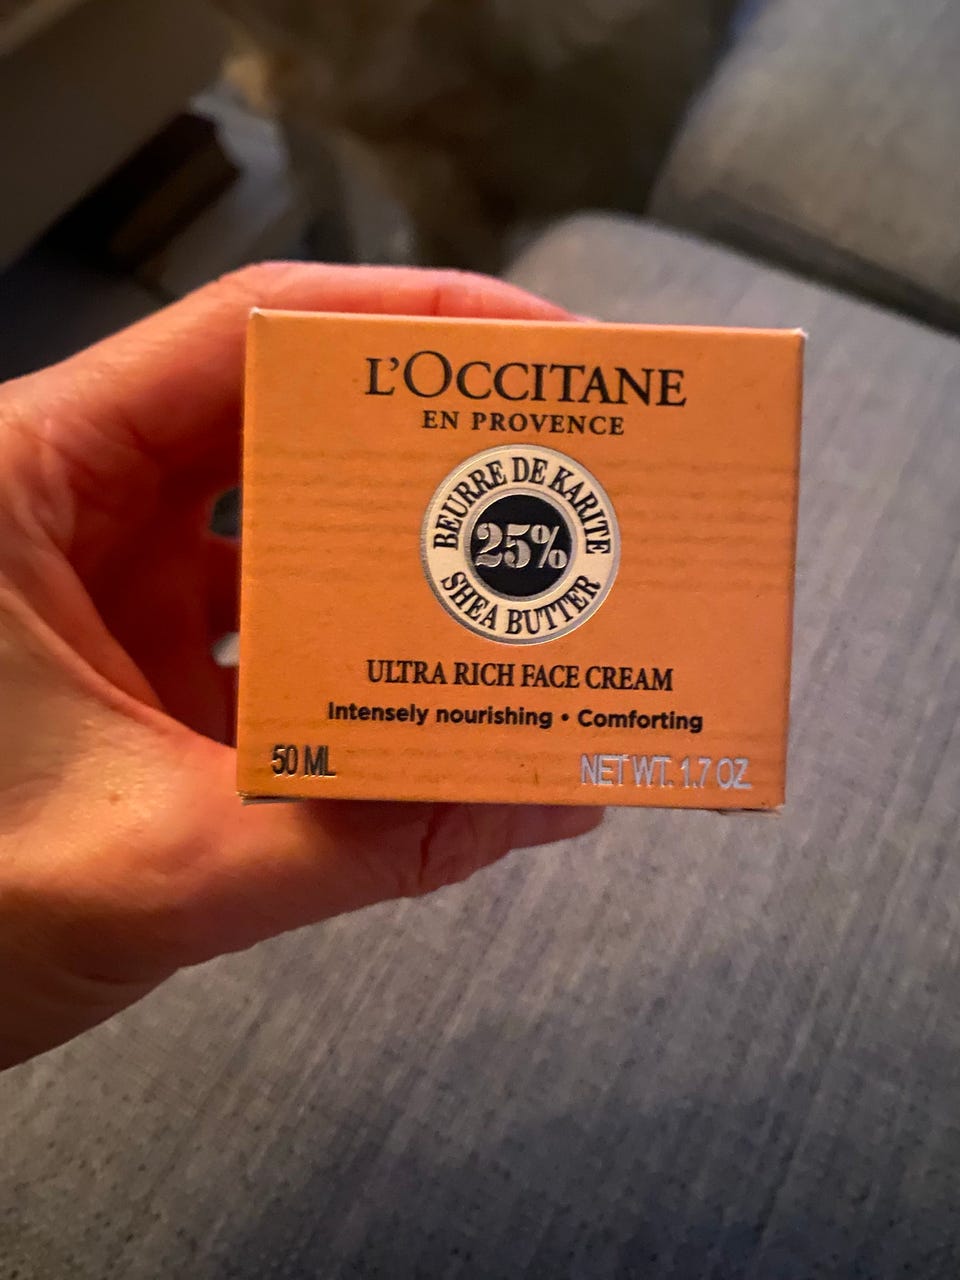 L'OCCITANE
EN PROVENCE
BEURRE DE KARITE
25%
SHEA BUTTER
ULTRA RICH FACE CREAM
Intensely nourishing • Comforting
50 ML
NET WT. 1.7 OZ